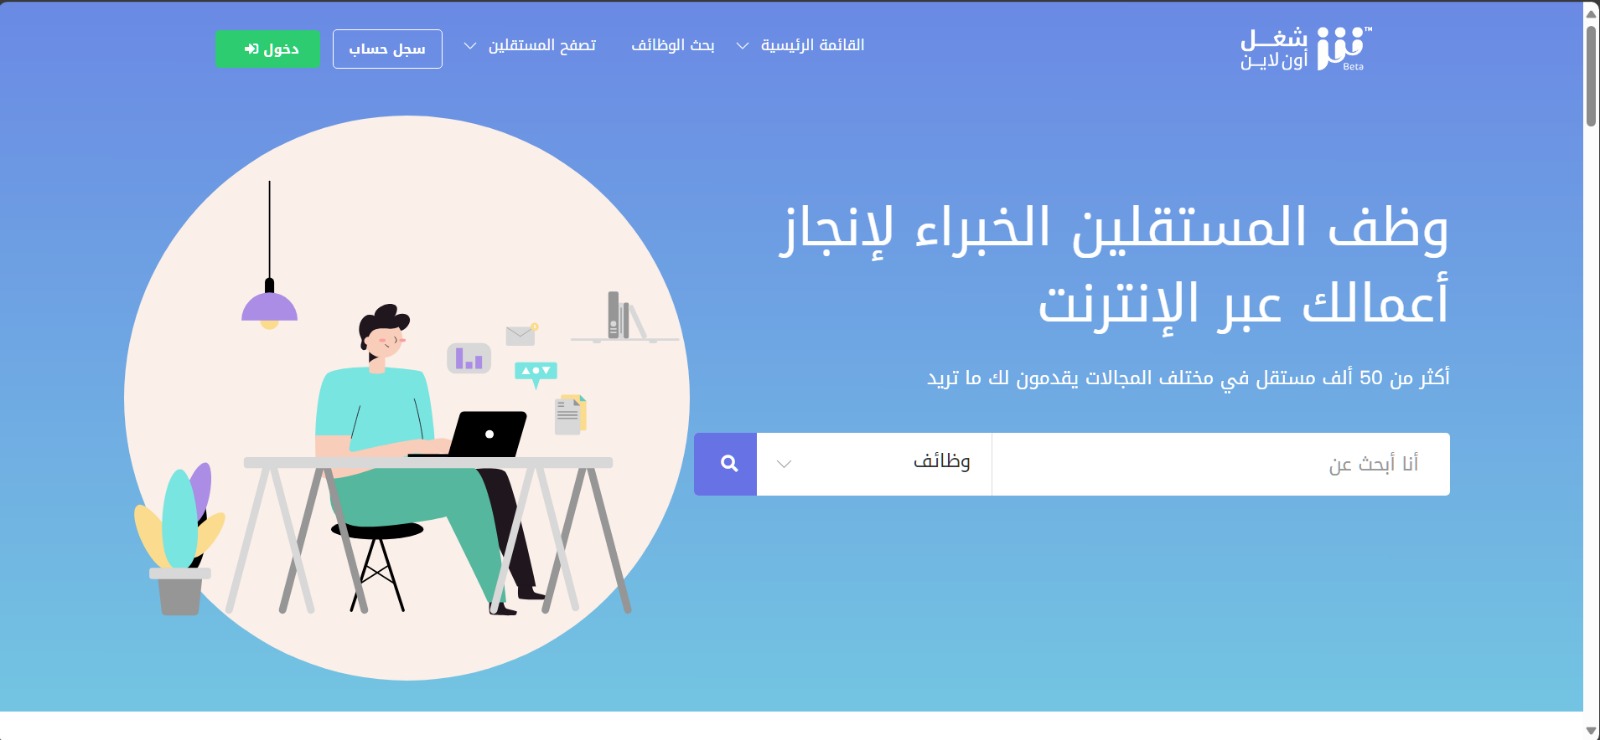 شغل
أون لاين
TM
Beta
القائمة الرئيسية
بحث الوظائف
تصفح المستقلين
سجل حساب
دخول
وظف المستقلين الخبراء لإنجاز
أعمالك عبر الإنترنت
أكثر من 50 ألف مستقل في مختلف المجالات يقدمون لك ما تريد
أنا أبحث عن
وظائف